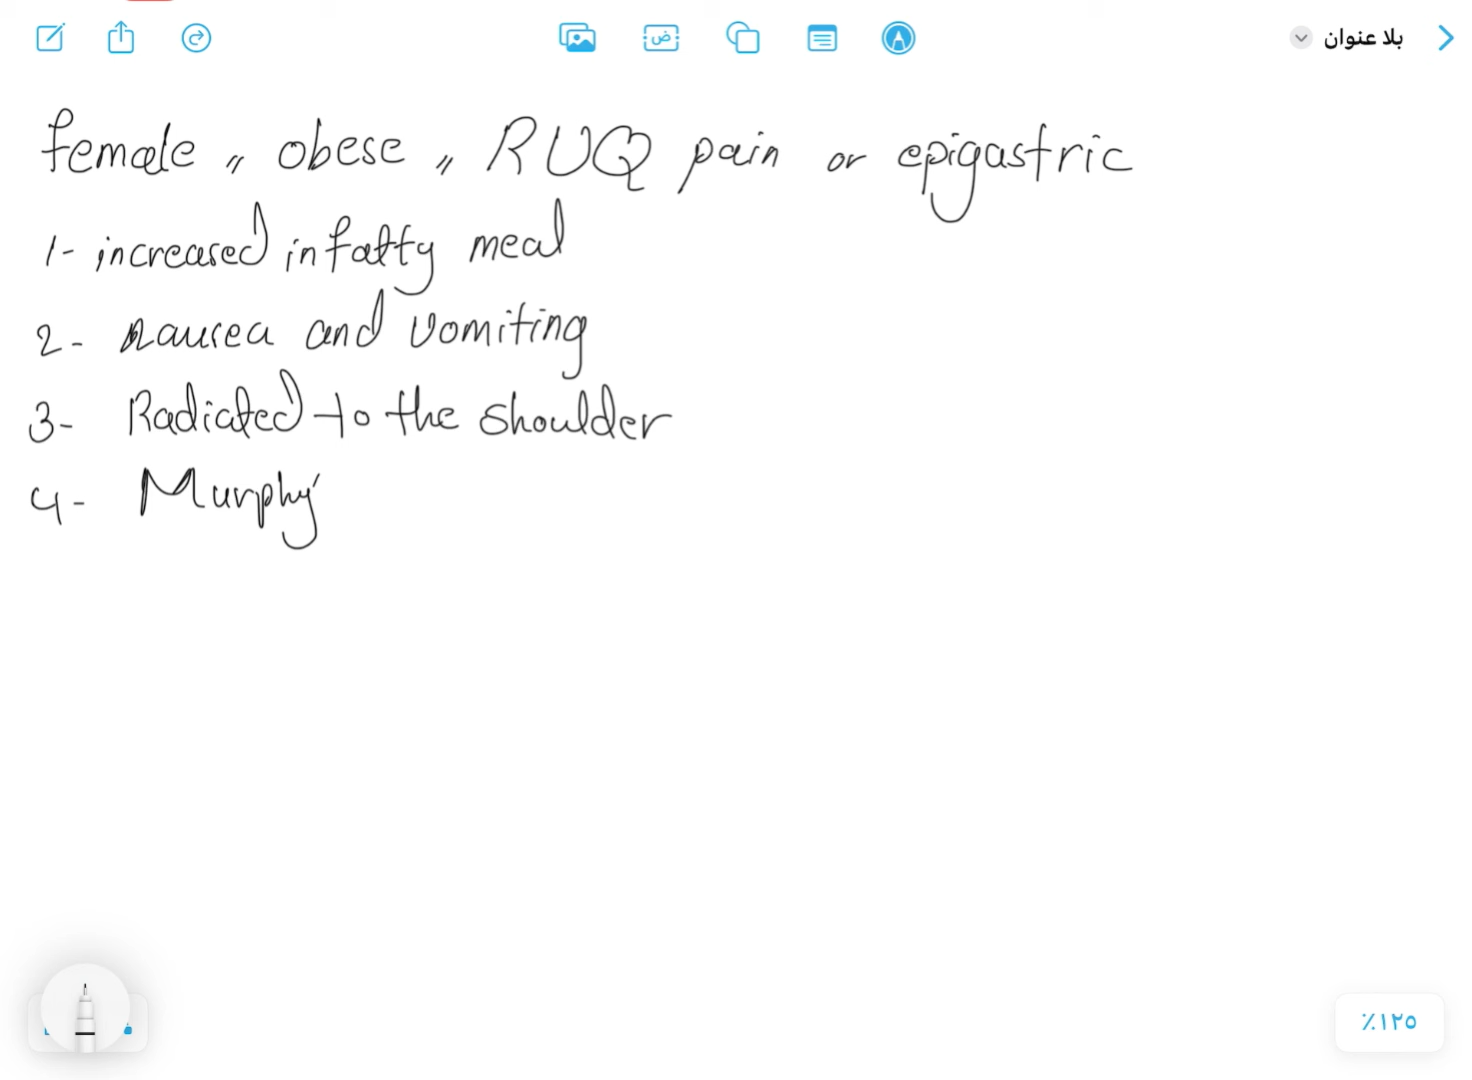 بلا عنوان
female ,, obese ,, RUQ pain or epigastric
1- increased in fatty meal
2- nausea and vomiting
3- Radiated to the shoulder
4- Murphy'
٪١٢٥